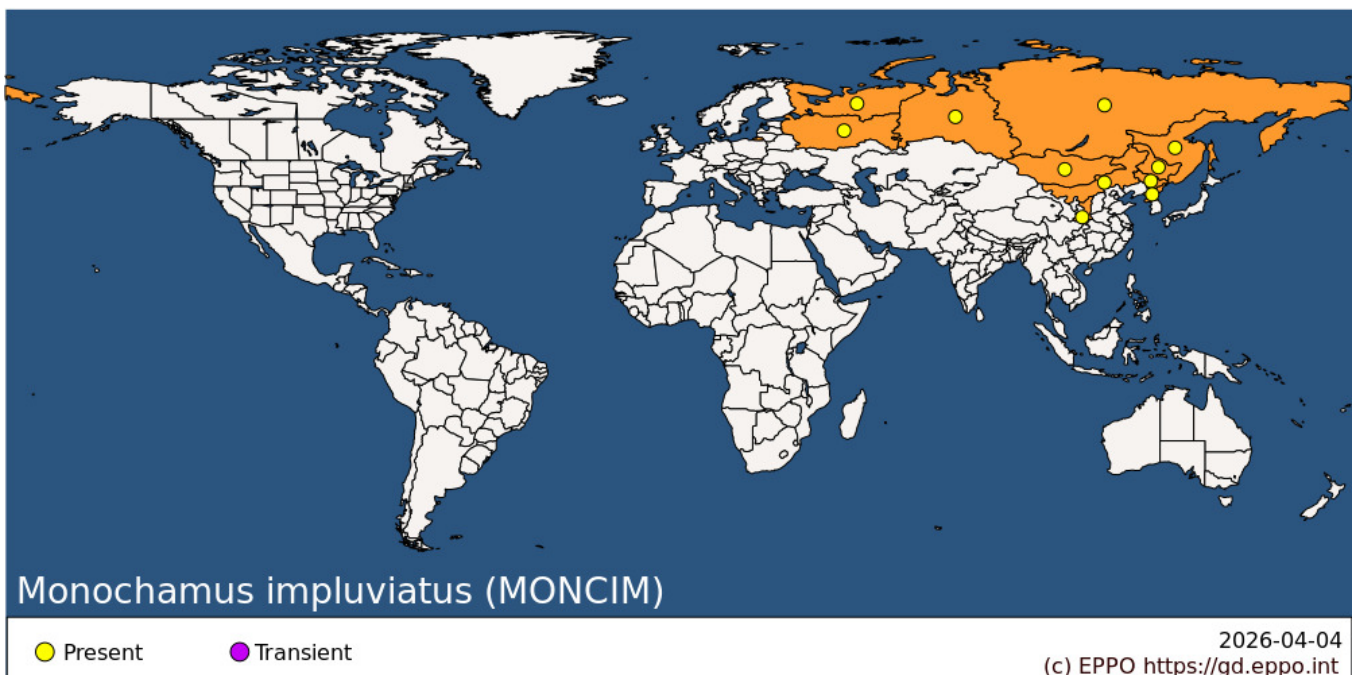 Monochamus impluviatus (MONCIM)
Present
Transient
2026-04-04
(c) EPPO https://gd.eppo.int